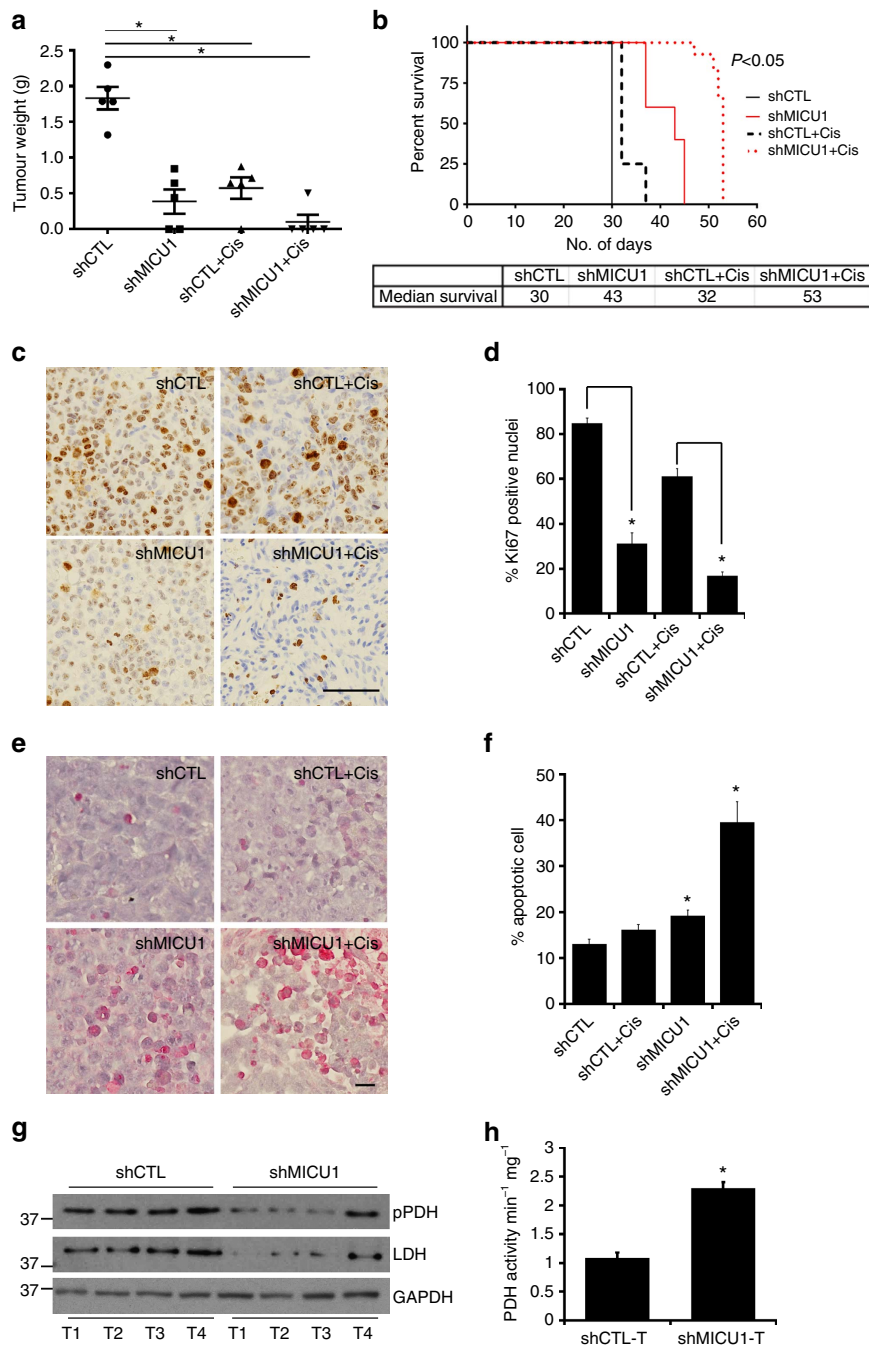 a
*
*
*
2.5
2.0
1.5
1.0
0.5
0.0
Tumour weight (g)
shCTL
shMICU1
shCTL+Cis
shMICU1+Cis
b
100
75
50
25
0
Percent survival
0 10 20 30 40 50 60
No. of days
P<0.05
shCTL
shMICU1
shCTL+Cis
shMICU1+Cis
shCTL shMICU1 shCTL+Cis shMICU1+Cis
Median survival 30 43 32 53
c
shCTL
shCTL+Cis
shMICU1
shMICU1+Cis
d
100
80
60
40
20
0
% Ki67 positive nuclei
*
*
shCTL
shMICU1
shCTL+Cis
shMICU1+Cis
e
shCTL
shCTL+Cis
shMICU1
shMICU1+Cis
f
50
40
30
20
10
0
% apoptotic cell
*
*
shCTL
shCTL+Cis
shMICU1
shMICU1+Cis
g
shCTL shMICU1
37 pPDH
37 LDH
37 GAPDH
T1 T2 T3 T4 T1 T2 T3 T4
h
3
2.5
2
1.5
1
0.5
0
PDH activity min⁻¹ mg⁻¹
*
shCTL-T shMICU1-T